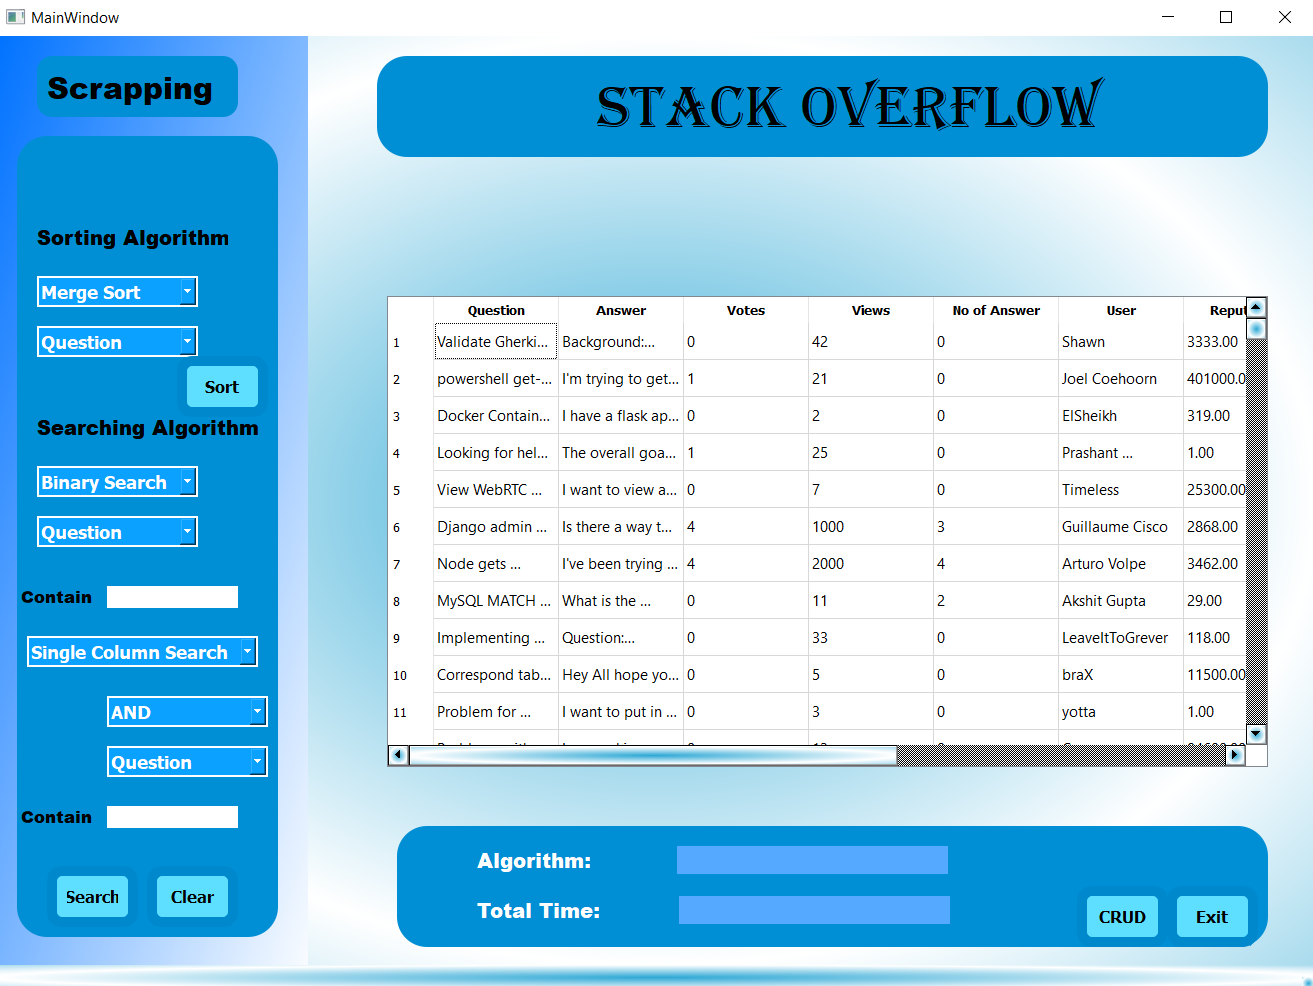 MainWindow
Scrapping
STACK OVERFLOW
Sorting Algorithm
Merge Sort
Question
Sort
Searching Algorithm
Binary Search
Question
Contain
Single Column Search
AND
Question
Contain
Search Clear
Question Answer Votes Views No of Answer User Reput
1 Validate Gherki... Background:... 0 42 0 Shawn 3333.00
2 powershell get-... I'm trying to get... 1 21 0 Joel Coehoorn 401000.0
3 Docker Contain... I have a flask ap... 0 2 0 ElSheikh 319.00
4 Looking for hel... The overall goa... 1 25 0 Prashant ... 1.00
5 View WebRTC ... I want to view a... 0 7 0 Timeless 25300.00
6 Django admin ... Is there a way t... 4 1000 3 Guillaume Cisco 2868.00
7 Node gets ... I've been trying ... 4 2000 4 Arturo Volpe 3462.00
8 MySQL MATCH ... What is the ... 0 11 2 Akshit Gupta 29.00
9 Implementing ... Question:... 0 33 0 LeaveItToGrever 118.00
10 Correspond tab... Hey All hope yo... 0 5 0 braX 11500.00
11 Problem for ... I want to put in ... 0 3 0 yotta 1.00
Algorithm:
Total Time:
CRUD Exit